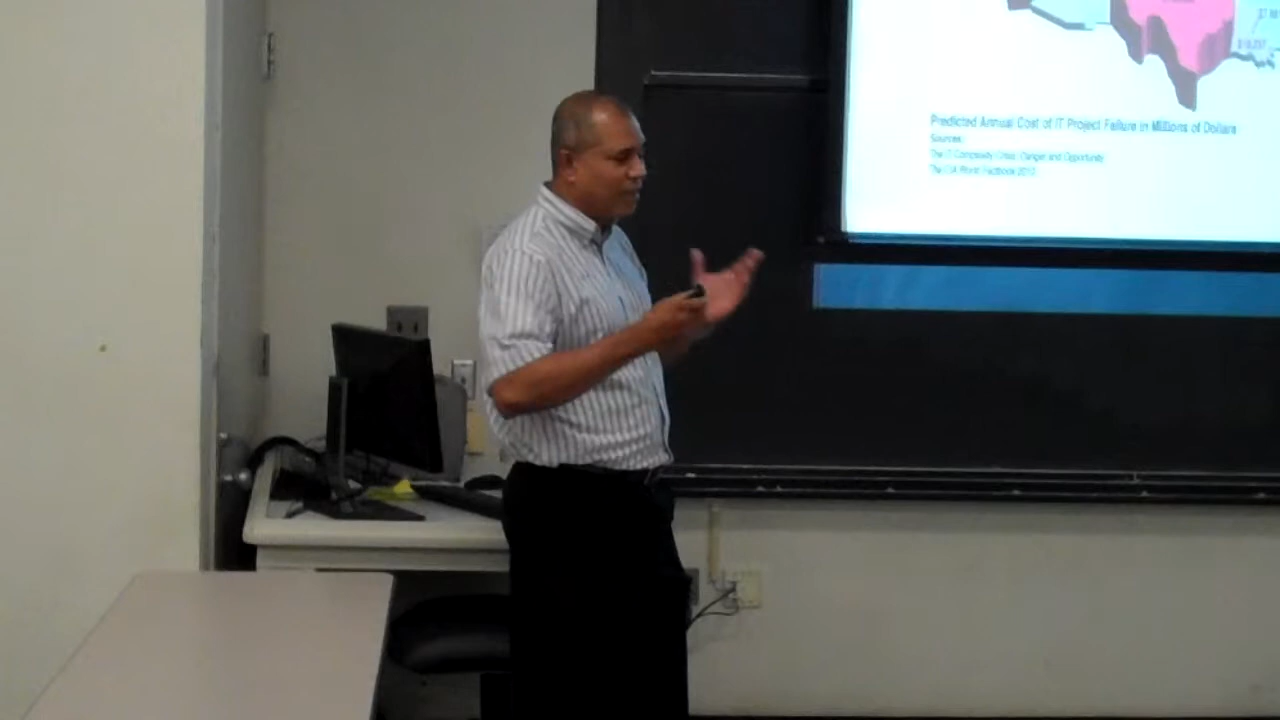 Predicted Annual Cost of IT Project Failure in Millions of Dollars
Sources:
The IT Complexity Crisis: Danger and Opportunity
The CIA World Factbook 2010